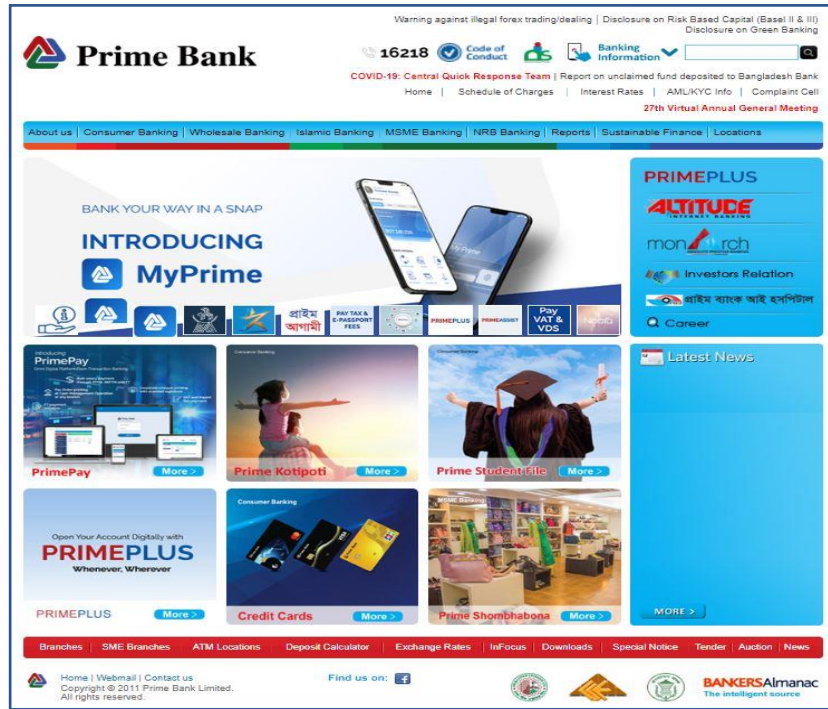 Warning against illegal forex trading/dealing | Disclosure on Risk Based Capital (Basel II & III)
Disclosure on Green Banking
Prime Bank
16218
Code of
Conduct
Banking
Information
COVID-19: Central Quick Response Team | Report on unclaimed fund deposited to Bangladesh Bank
Home | Schedule of Charges | Interest Rates | AML/KYC Info | Complaint Cell
27th Virtual Annual General Meeting
About us | Consumer Banking | Wholesale Banking | Islamic Banking | MSME Banking | NRB Banking | Reports | Sustainable Finance | Locations
BANK YOUR WAY IN A SNAP
INTRODUCING
MyPrime
My Prime
প্রাইম
আগামী
PAY TAX &
E-PASSPORT
FEES
PRIMEPLUS
PRIMEASSIST
Pay
VAT &
VDS
PRIMEPLUS
ALTITUDE
INTERNET BANKING
monarch
Investors Relation
প্রাইম ব্যাংক আই হসপিটাল
Career
Introducing
PrimePay
PrimePay
More >
Consumer Banking
Prime Kotipoti
More >
Consumer Banking
Prime Student File
More >
Latest News
MORE >
Open Your Account Digitally with
PRIMEPLUS
Whenever, Wherever
PRIMEPLUS
More >
Consumer Banking
Credit Cards
More >
MSME Banking
Prime Shombhabona
More >
Branches | SME Branches | ATM Locations | Deposit Calculator | Exchange Rates | InFocus | Downloads | Special Notice | Tender | Auction | News
Home | Webmail | Contact us
Copyright © 2011 Prime Bank Limited.
All rights reserved.
Find us on:
BANKERSAlmanac
The intelligent source